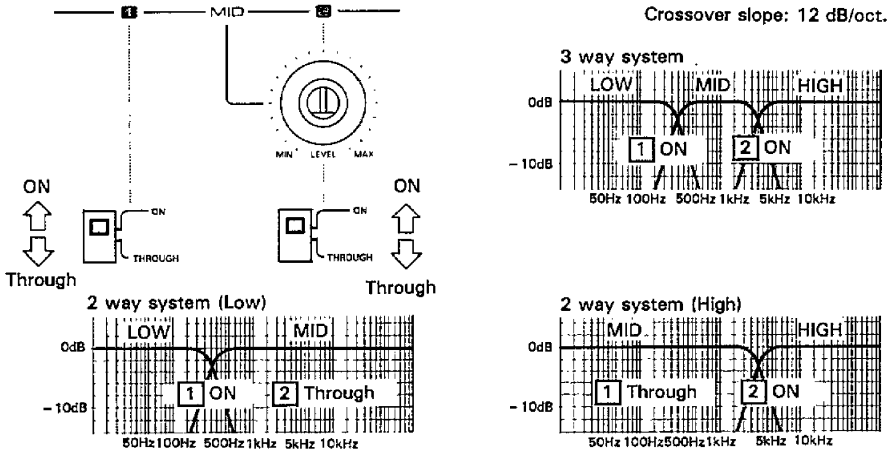 1 MID 2
MIN LEVEL MAX
ON
Through
ON
THROUGH
ON
THROUGH
ON
Through
Crossover slope: 12 dB/oct.
3 way system
LOW MID HIGH
0dB
1 ON 2 ON
－10dB
50Hz 100Hz 500Hz 1kHz 5kHz 10kHz
2 way system (Low)
LOW MID
0dB
1 ON 2 Through
－10dB
50Hz 100Hz 500Hz 1kHz 5kHz 10kHz
2 way system (High)
MID HIGH
0dB
1 Through 2 ON
－10dB
50Hz 100Hz 500Hz 1kHz 5kHz 10kHz